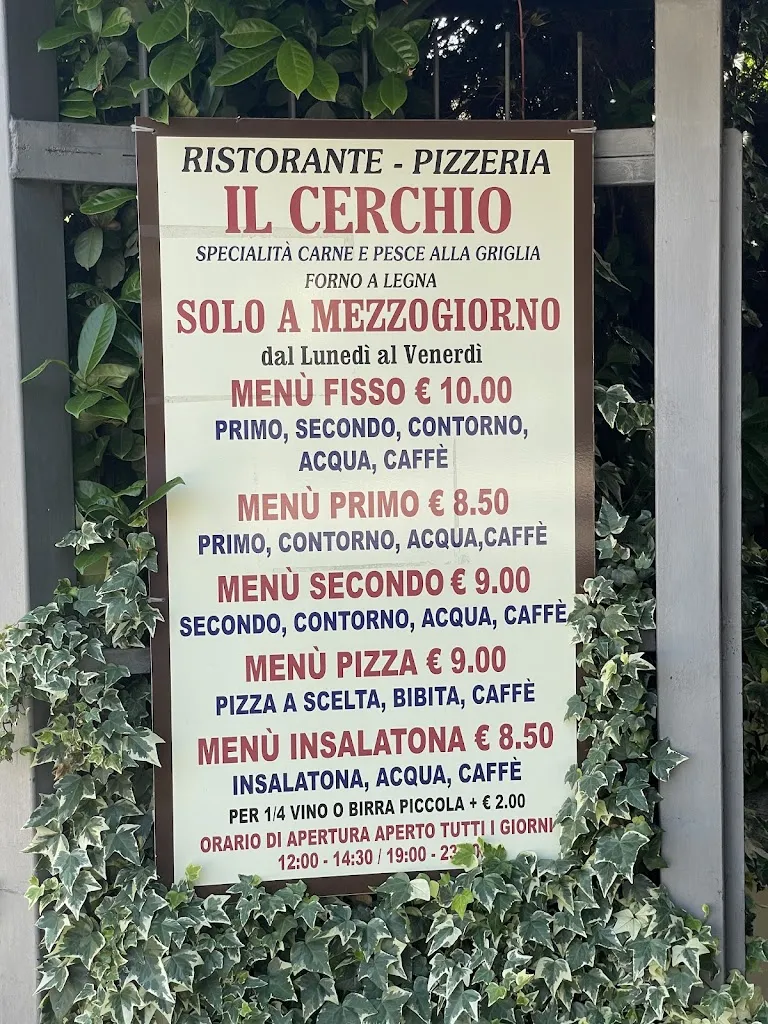 RISTORANTE - PIZZERIA
IL CERCHIO
SPECIALITÀ CARNE E PESCE ALLA GRIGLIA
FORNO A LEGNA
SOLO A MEZZOGIORNO
dal Lunedì al Venerdì
MENÙ FISSO € 10.00
PRIMO, SECONDO, CONTORNO,
ACQUA, CAFFÈ
MENÙ PRIMO € 8.50
PRIMO, CONTORNO, ACQUA,CAFFÈ
MENÙ SECONDO € 9.00
SECONDO, CONTORNO, ACQUA, CAFFÈ
MENÙ PIZZA € 9.00
PIZZA A SCELTA, BIBITA, CAFFÈ
MENÙ INSALATONA € 8.50
INSALATONA, ACQUA, CAFFÈ
PER 1/4 VINO O BIRRA PICCOLA + € 2.00
ORARIO DI APERTURA APERTO TUTTI I GIORNI
12:00 - 14:30 / 19:00 -